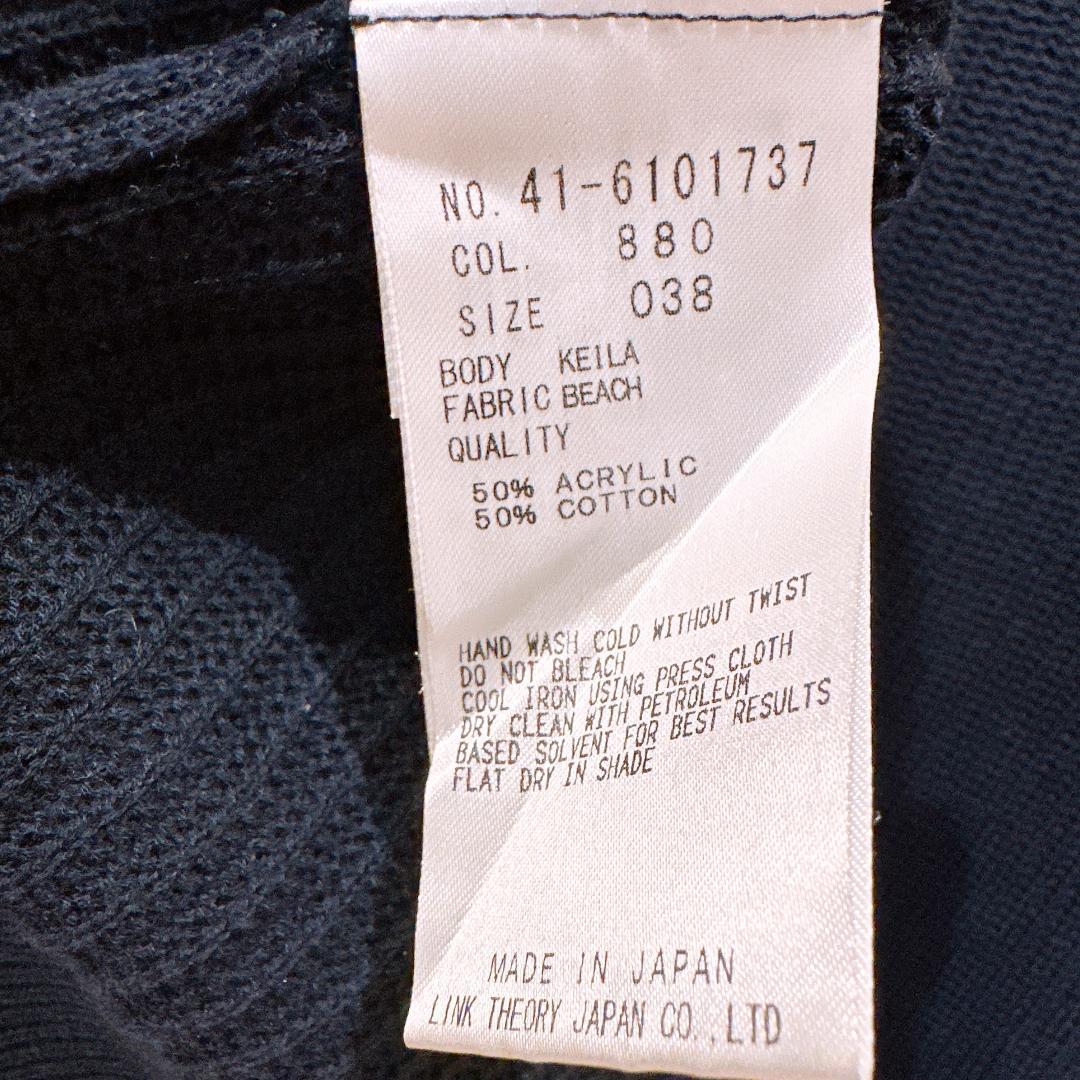 NO. 41-6101737
COL. 880
SIZE 038
BODY KEILA
FABRIC BEACH
QUALITY
50% ACRYLIC
50% COTTON
HAND WASH COLD WITHOUT TWIST
DO NOT BLEACH
COOL IRON USING PRESS CLOTH
DRY CLEAN WITH PETROLEUM
BASED SOLVENT FOR BEST RESULTS
FLAT DRY IN SHADE
MADE IN JAPAN
LINK THEORY JAPAN CO.,LTD